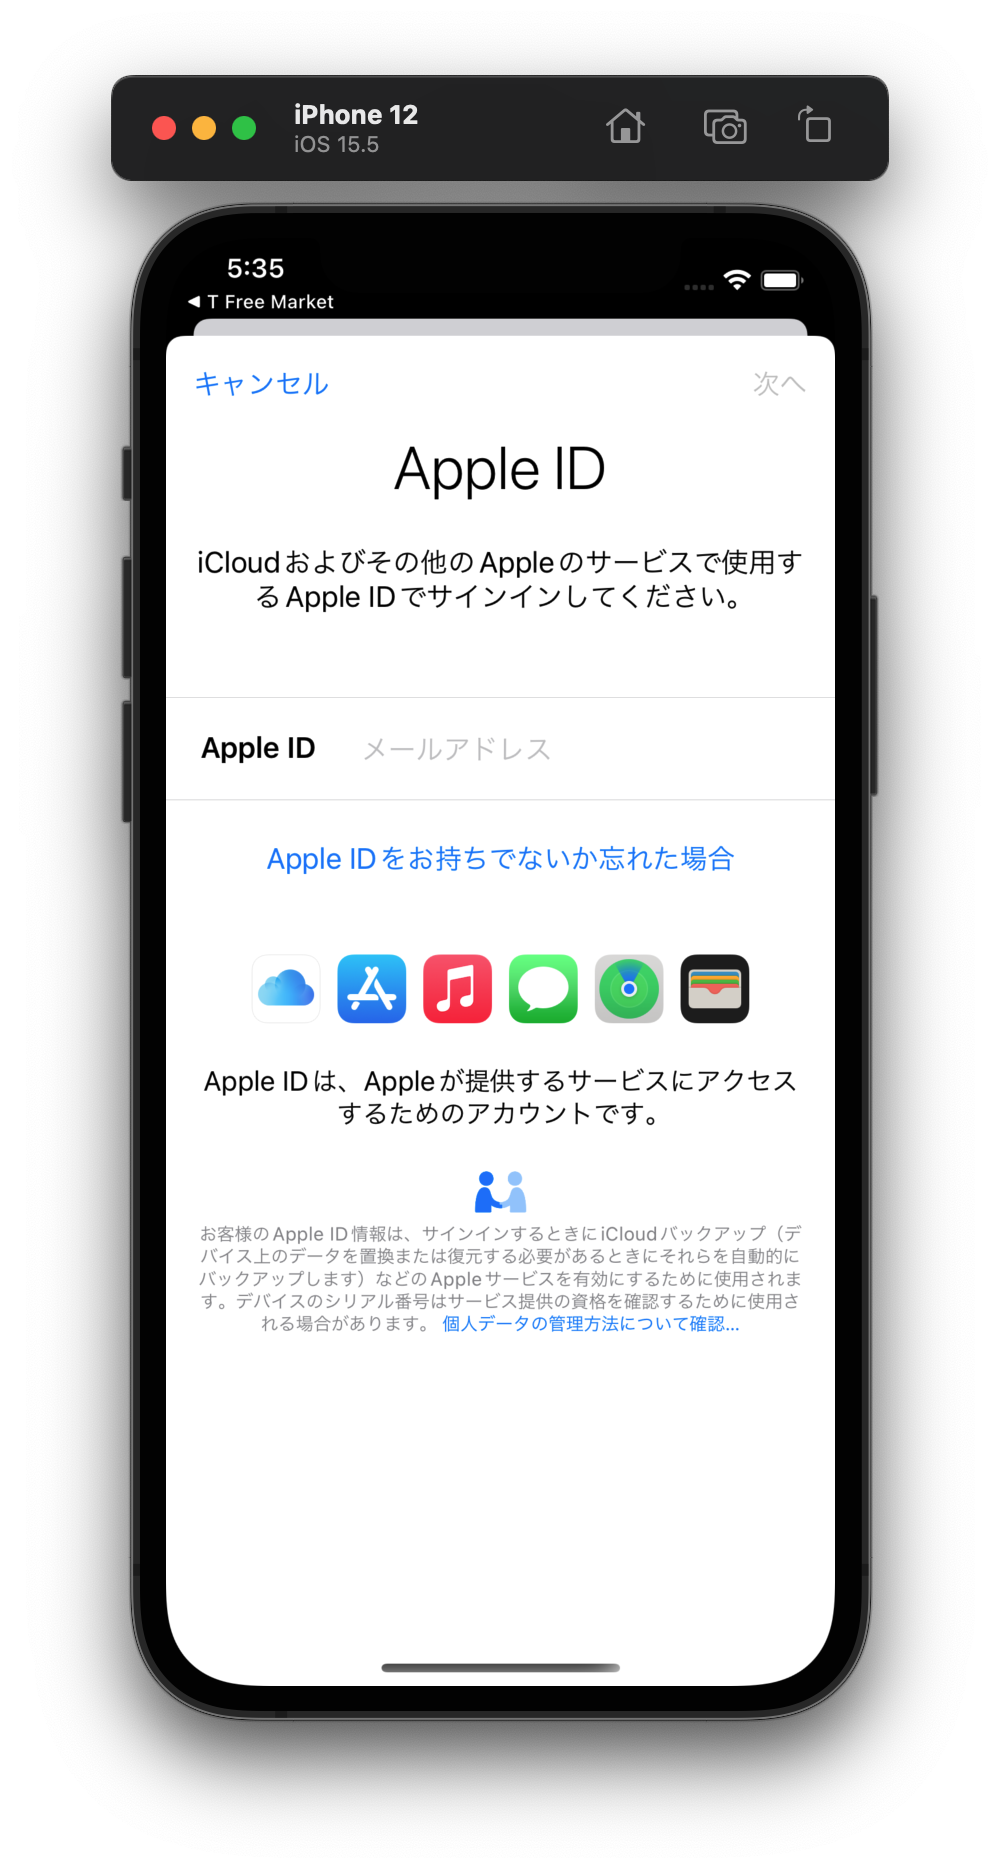 iPhone 12
iOS 15.5
5:35
◀ T Free Market
キャンセル
次へ
Apple ID
iCloudおよびその他のAppleのサービスで使用す
るApple IDでサインインしてください。
Apple ID メールアドレス
Apple IDをお持ちでないか忘れた場合
Apple IDは、Appleが提供するサービスにアクセス
するためのアカウントです。
お客様のApple ID情報は、サインインするときにiCloudバックアップ（デ
バイス上のデータを置換または復元する必要があるときにそれらを自動的に
バックアップします）などのAppleサービスを有効にするために使用されま
す。デバイスのシリアル番号はサービス提供の資格を確認するために使用さ
れる場合があります。 個人データの管理方法について確認...